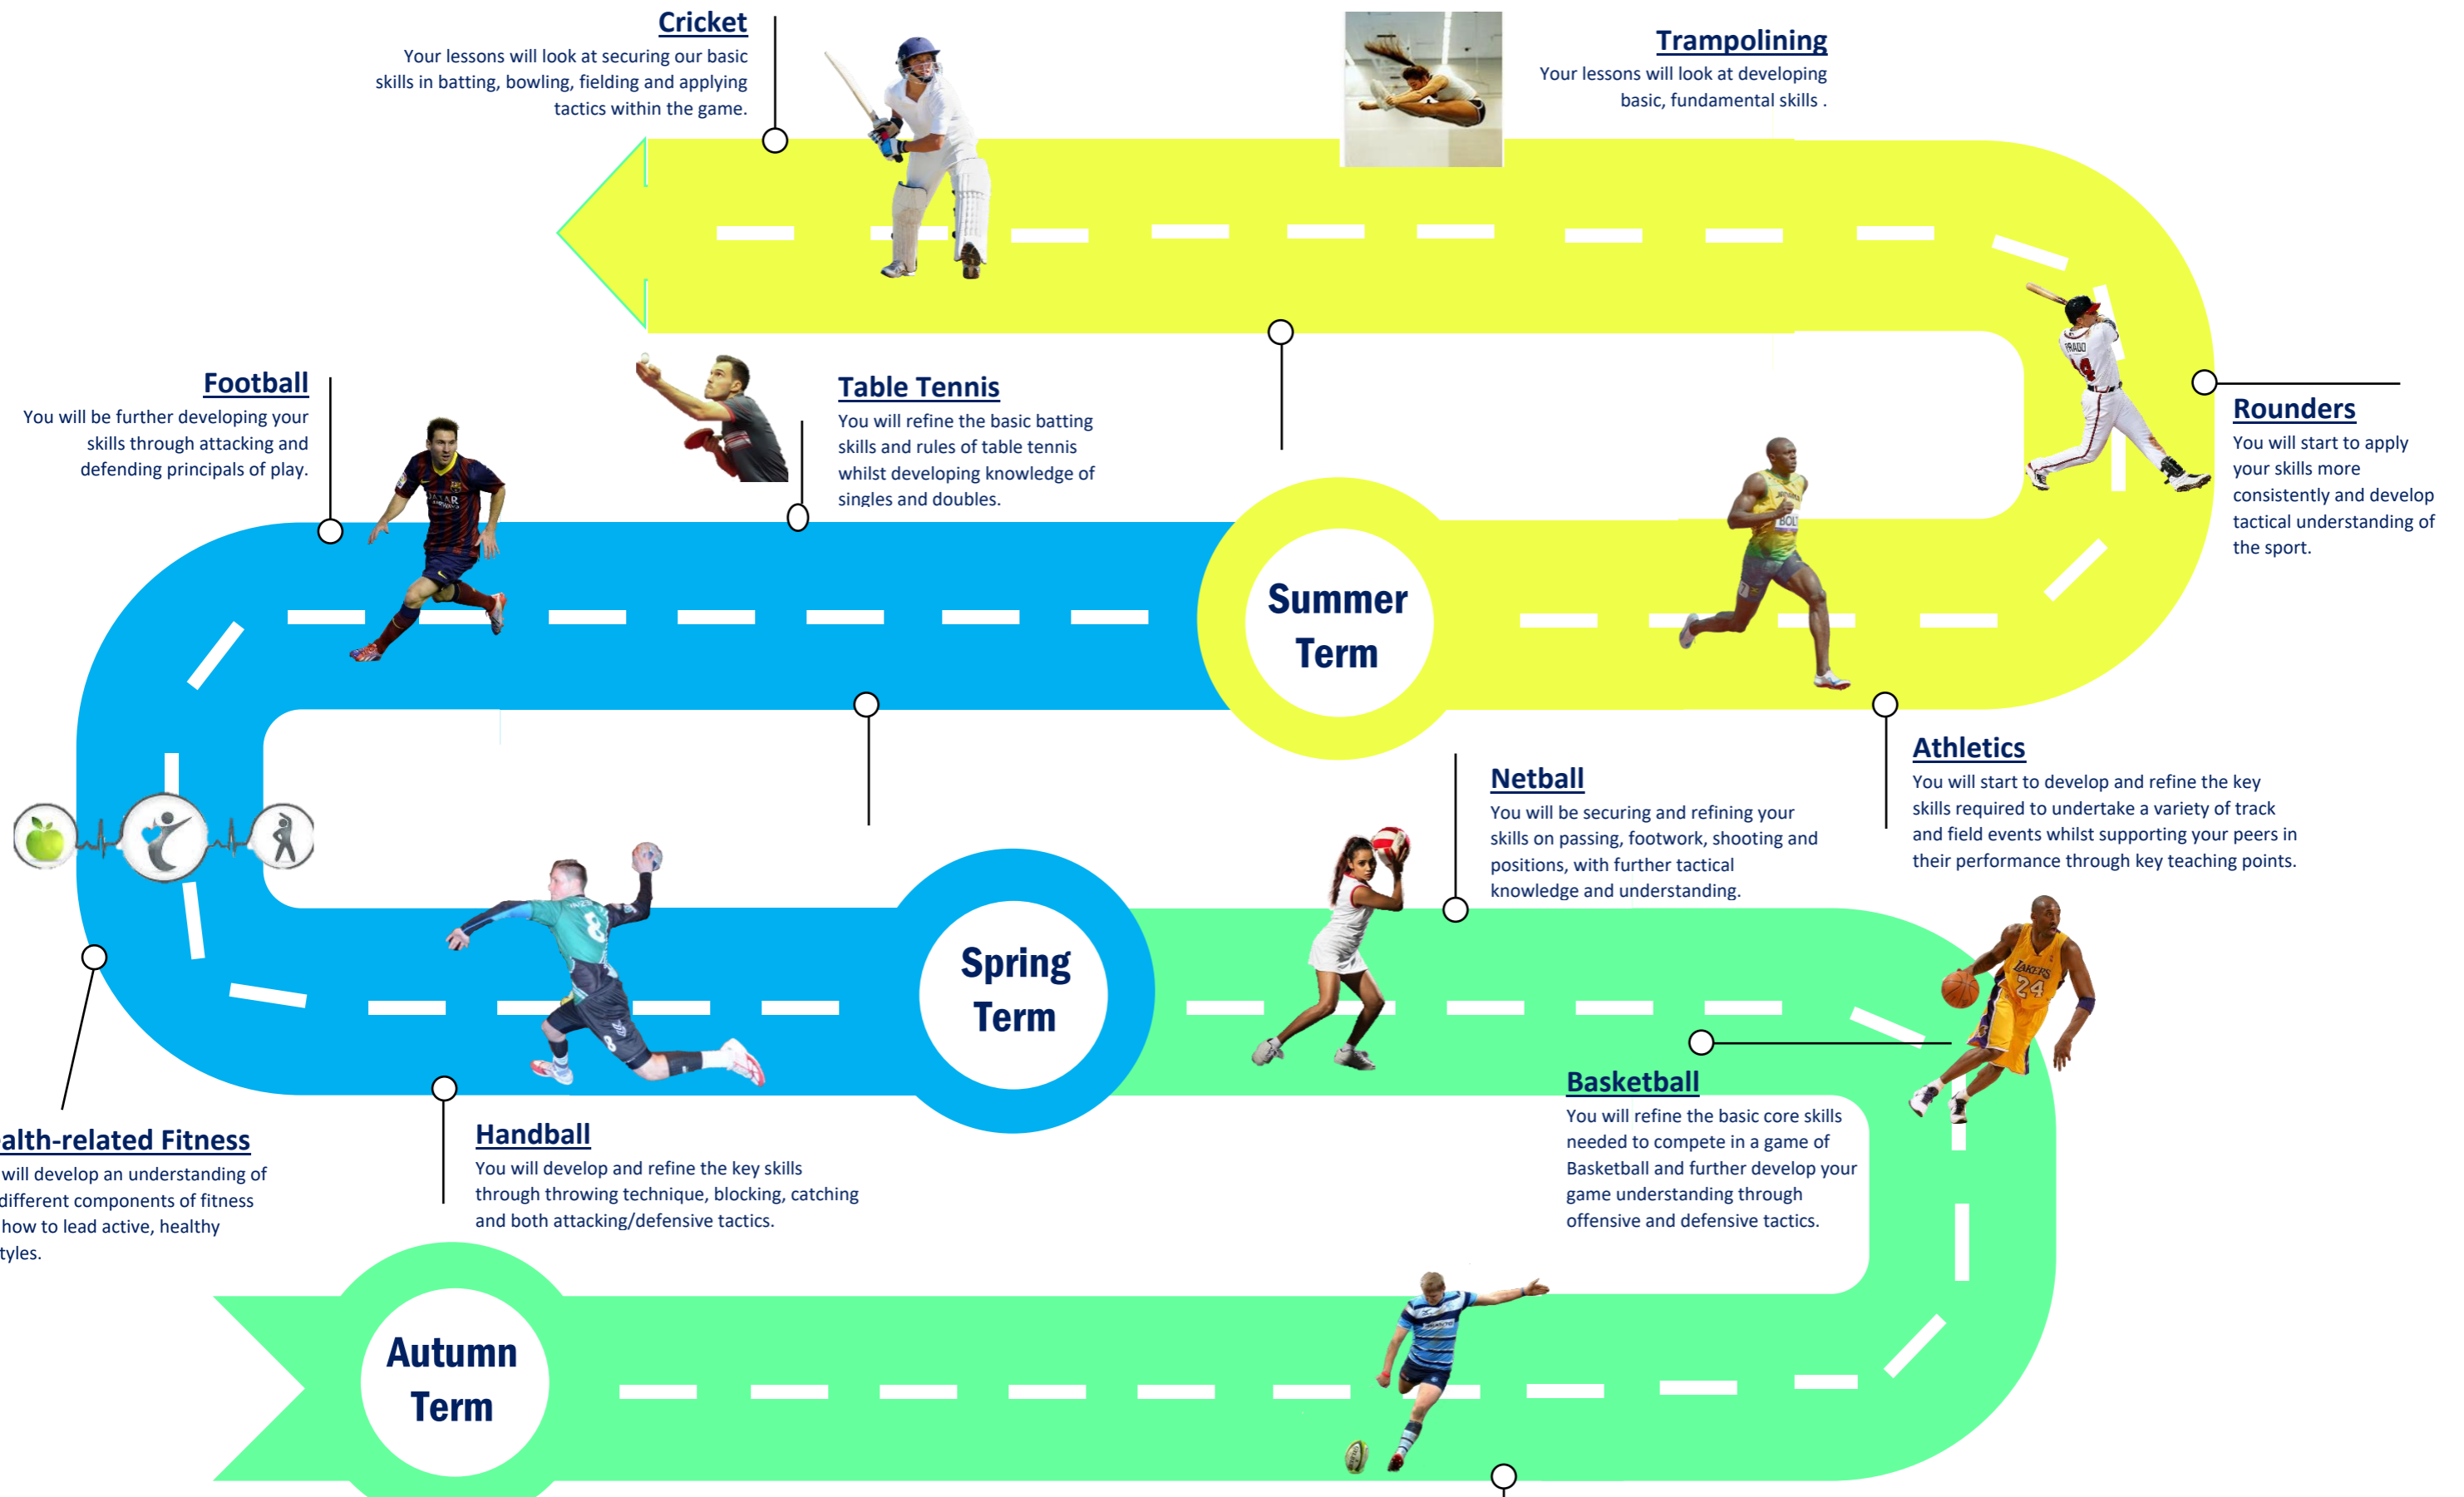 Cricket
Your lessons will look at securing our basic
skills in batting, bowling, fielding and applying
tactics within the game.
Trampolining
Your lessons will look at developing
basic, fundamental skills .
Football
You will be further developing your
skills through attacking and
defending principals of play.
Table Tennis
You will refine the basic batting
skills and rules of table tennis
whilst developing knowledge of
singles and doubles.
Rounders
You will start to apply
your skills more
consistently and develop
tactical understanding of
the sport.
Summer
Term
BOLT
Athletics
You will start to develop and refine the key
skills required to undertake a variety of track
and field events whilst supporting your peers in
their performance through key teaching points.
Netball
You will be securing and refining your
skills on passing, footwork, shooting and
positions, with further tactical
knowledge and understanding.
Spring
Term
8
8
LAKERS
24
Basketball
You will refine the basic core skills
needed to compete in a game of
Basketball and further develop your
game understanding through
offensive and defensive tactics.
alth-related Fitness
will develop an understanding of
different components of fitness
how to lead active, healthy
tyles.
Handball
You will develop and refine the key skills
through throwing technique, blocking, catching
and both attacking/defensive tactics.
Autumn
Term